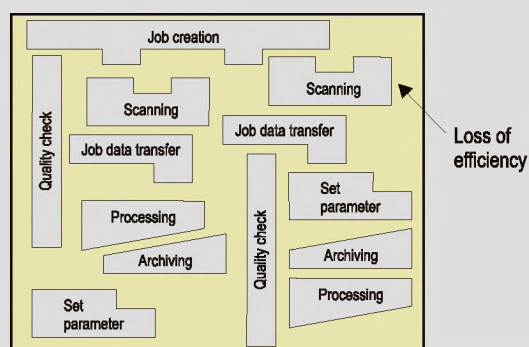 Job creation
Scanning
Scanning
Loss of
efficiency
Quality check
Job data transfer
Job data transfer
Set
parameter
Processing
Quality check
Archiving
Archiving
Processing
Set
parameter